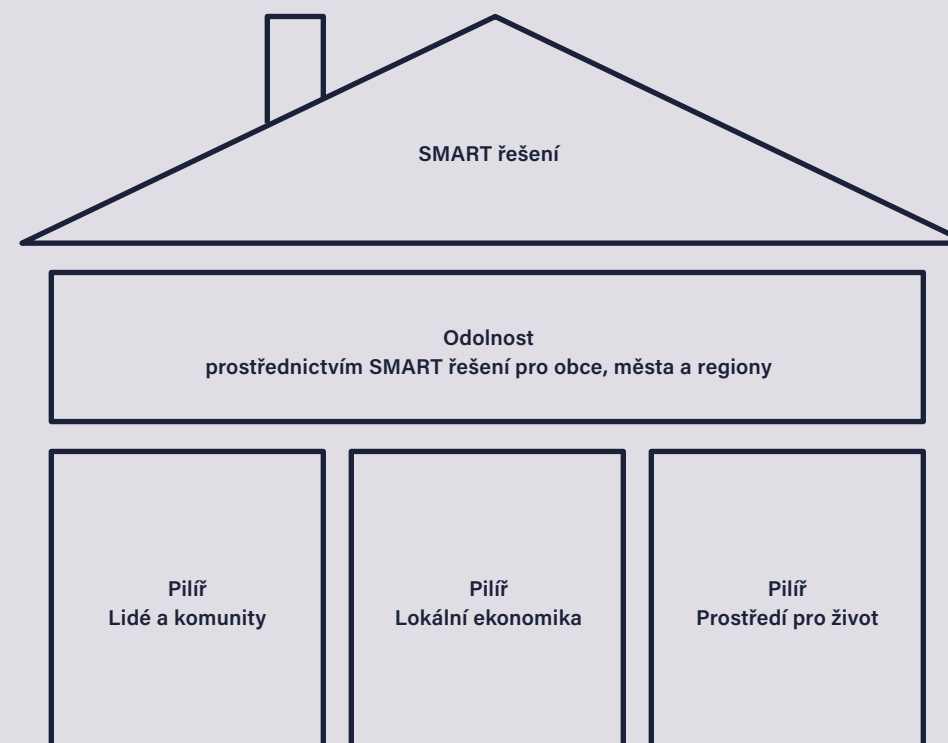 SMART řešení
Odolnost
prostřednictvím SMART řešení pro obce, města a regiony
Pilíř
Lidé a komunity
Pilíř
Lokální ekonomika
Pilíř
Prostředí pro život